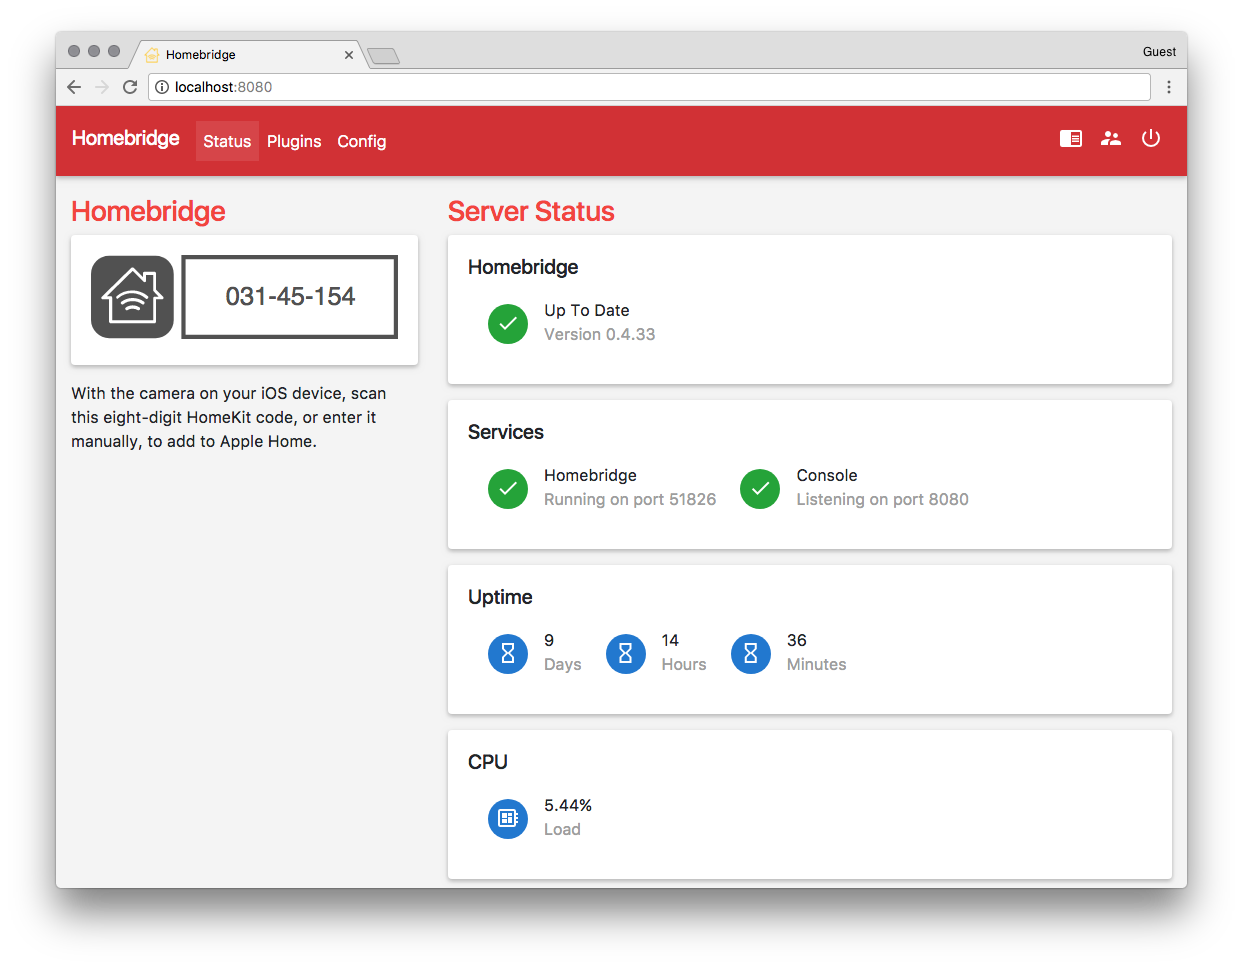 Homebridge
Guest
localhost:8080
Homebridge Status Plugins Config
Homebridge
031-45-154
With the camera on your iOS device, scan
this eight-digit HomeKit code, or enter it
manually, to add to Apple Home.
Server Status
Homebridge
Up To Date
Version 0.4.33
Services
Homebridge
Running on port 51826
Console
Listening on port 8080
Uptime
9
Days
14
Hours
36
Minutes
CPU
5.44%
Load